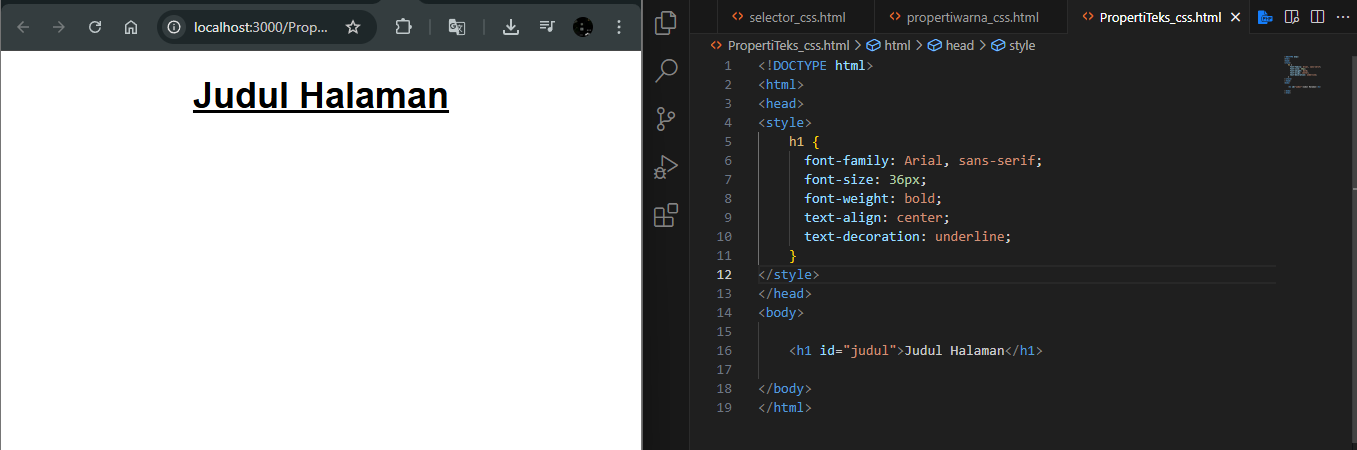 localhost:3000/Prop...
Judul Halaman
selector_css.html
propertiwarna_css.html
PropertiTeks_css.html
PropertiTeks_css.html > html > head > style
1 <!DOCTYPE html>
2 <html>
3 <head>
4 <style>
5 h1 {
6 font-family: Arial, sans-serif;
7 font-size: 36px;
8 font-weight: bold;
9 text-align: center;
10 text-decoration: underline;
11 }
12 </style>
13 </head>
14 <body>
15
16 <h1 id="judul">Judul Halaman</h1>
17
18 </body>
19 </html>